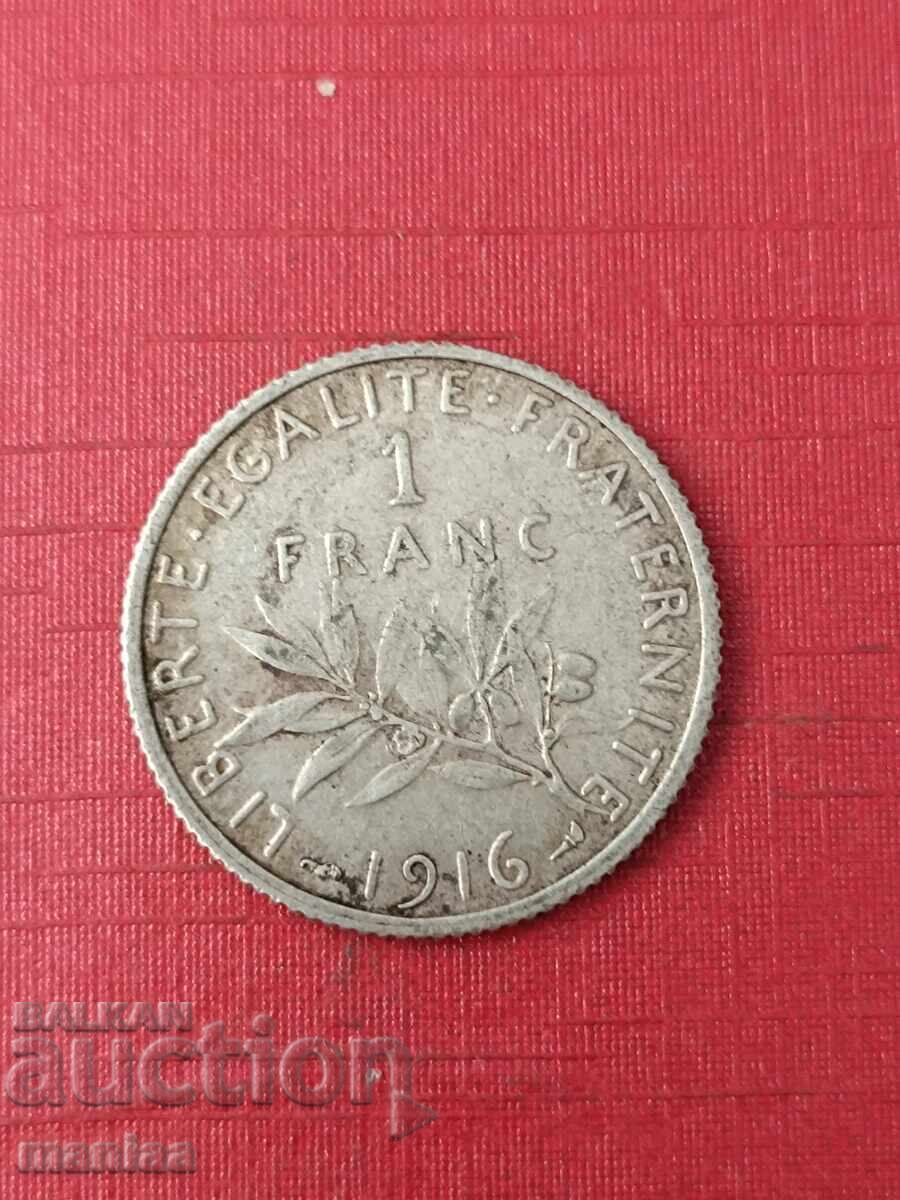 LIBERTE · EGALITE · FRATERNITE
1
FRANC
1916
BALKAN
auction
maniaa